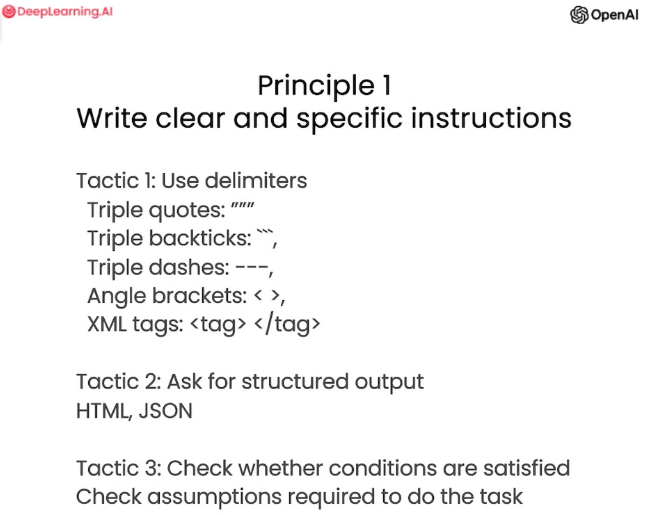 DeepLearning.AI
OpenAI
Principle 1
Write clear and specific instructions
Tactic 1: Use delimiters
Triple quotes: """
Triple backticks: ```,
Triple dashes: ---,
Angle brackets: < >,
XML tags: <tag> </tag>
Tactic 2: Ask for structured output
HTML, JSON
Tactic 3: Check whether conditions are satisfied
Check assumptions required to do the task